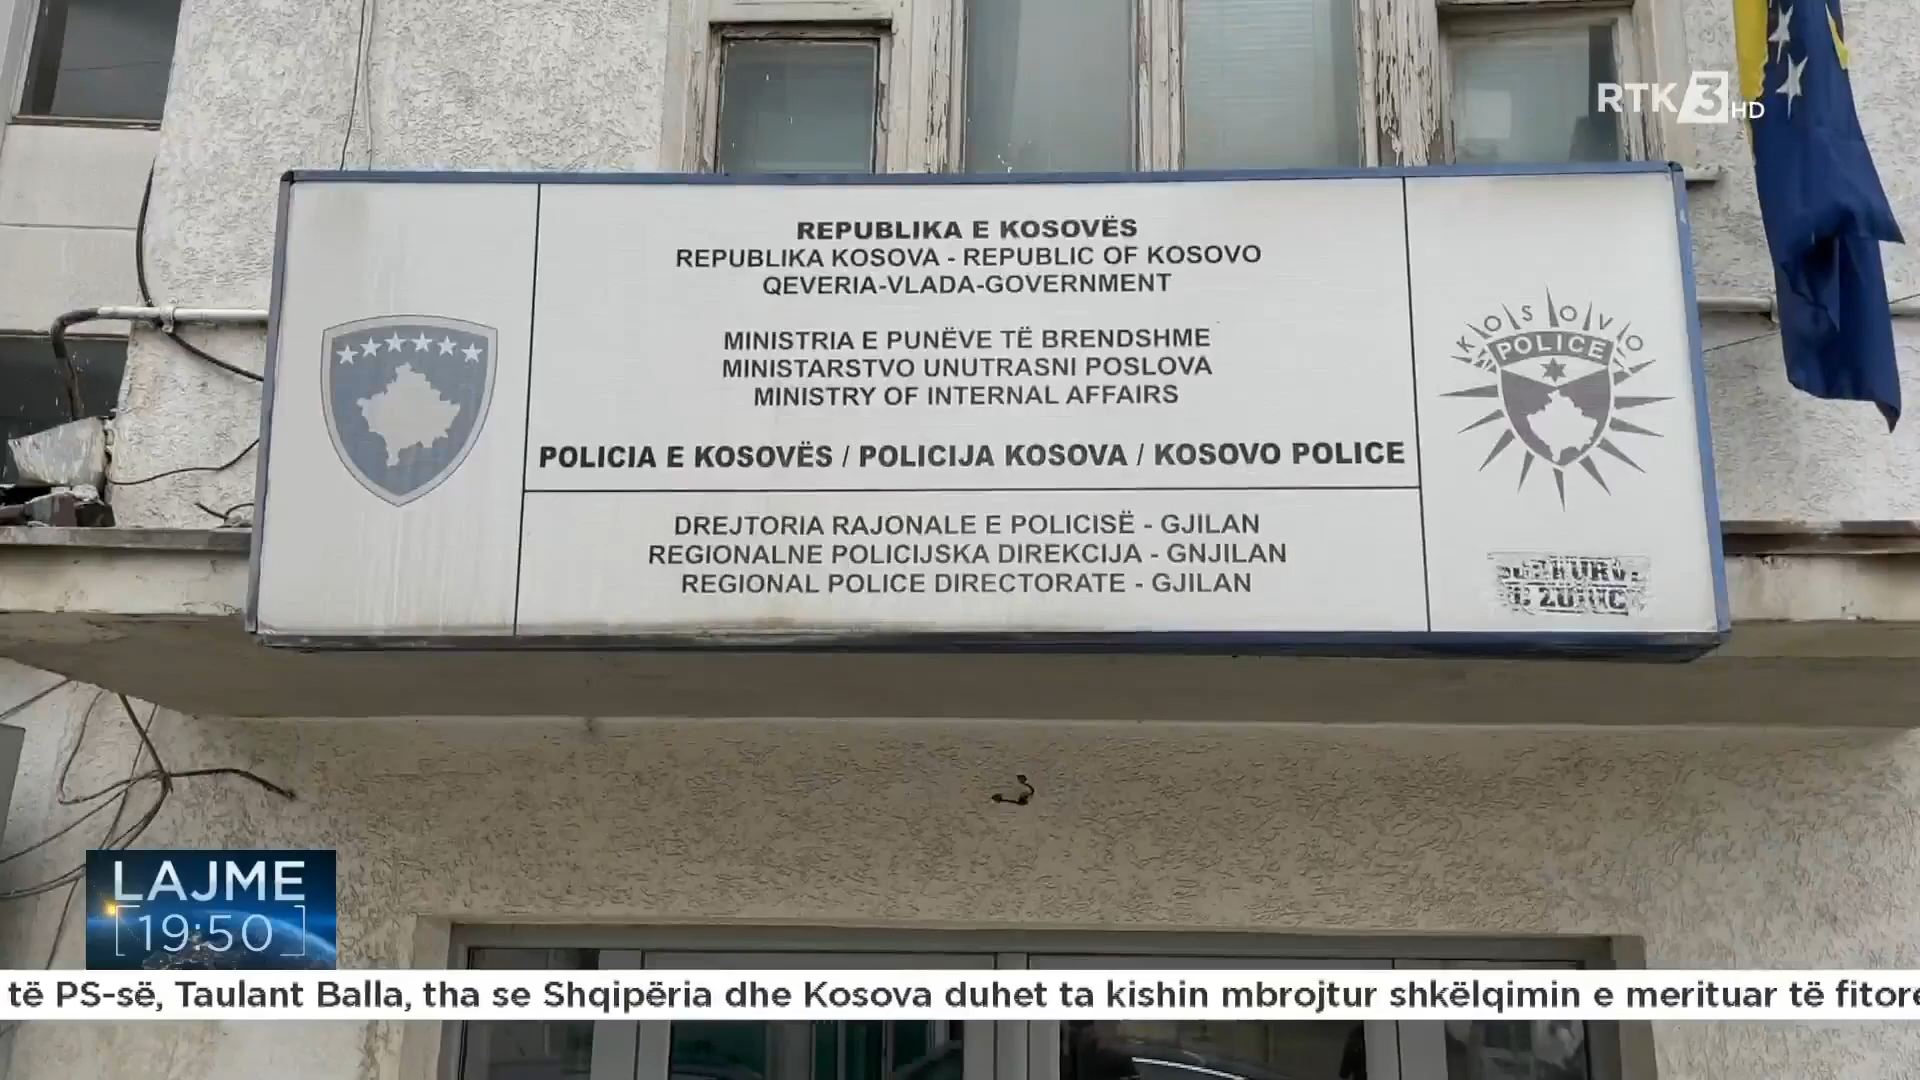 RTK 3 HD
REPUBLIKA E KOSOVËS
REPUBLIKA KOSOVA - REPUBLIC OF KOSOVO
QEVERIA-VLADA-GOVERNMENT
MINISTRIA E PUNËVE TË BRENDSHME
MINISTARSTVO UNUTRASNI POSLOVA
MINISTRY OF INTERNAL AFFAIRS
POLICIA E KOSOVËS / POLICIJA KOSOVA / KOSOVO POLICE
DREJTORIA RAJONALE E POLICISË - GJILAN
REGIONALNE POLICIJSKA DIREKCIJA - GNJILAN
REGIONAL POLICE DIRECTORATE - GJILAN
KOSOVO
POLICE
LAJME
19:50
të PS-së, Taulant Balla, tha se Shqipëria dhe Kosova duhet ta kishin mbrojtur shkëlqimin e merituar të fitore